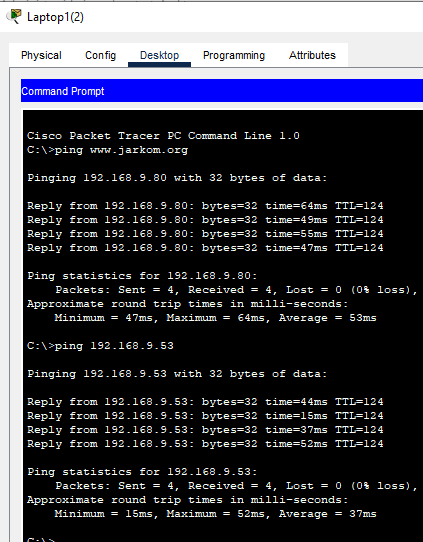 Laptop1(2)
Physical Config Desktop Programming Attributes
Command Prompt
Cisco Packet Tracer PC Command Line 1.0
C:\>ping www.jarkom.org
Pinging 192.168.9.80 with 32 bytes of data:
Reply from 192.168.9.80: bytes=32 time=64ms TTL=124
Reply from 192.168.9.80: bytes=32 time=49ms TTL=124
Reply from 192.168.9.80: bytes=32 time=55ms TTL=124
Reply from 192.168.9.80: bytes=32 time=47ms TTL=124
Ping statistics for 192.168.9.80:
Packets: Sent = 4, Received = 4, Lost = 0 (0% loss),
Approximate round trip times in milli-seconds:
Minimum = 47ms, Maximum = 64ms, Average = 53ms
C:\>ping 192.168.9.53
Pinging 192.168.9.53 with 32 bytes of data:
Reply from 192.168.9.53: bytes=32 time=44ms TTL=124
Reply from 192.168.9.53: bytes=32 time=15ms TTL=124
Reply from 192.168.9.53: bytes=32 time=37ms TTL=124
Reply from 192.168.9.53: bytes=32 time=52ms TTL=124
Ping statistics for 192.168.9.53:
Packets: Sent = 4, Received = 4, Lost = 0 (0% loss),
Approximate round trip times in milli-seconds:
Minimum = 15ms, Maximum = 52ms, Average = 37ms
C:\>